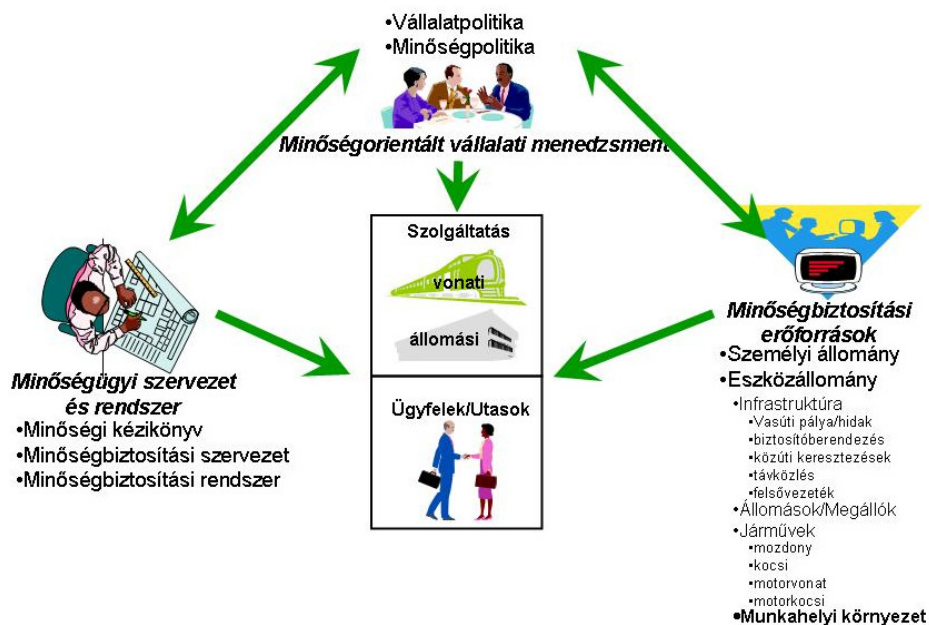 •Vállalatpolitika
•Minőségpolitika
Minőségorientált vállalati menedzsment
Szolgáltatás
vonati
állomási
Ügyfelek/Utasok
Minőségügyi szervezet
és rendszer
•Minőségi kézikönyv
•Minőségbiztosítási szervezet
•Minőségbiztosítási rendszer
Minőségbiztosítási
erőforrások
•Személyi állomány
•Eszközállomány
•Infrastruktúra
•Vasúti pálya/hidak
•biztosítóberendezés
•közúti keresztezések
•távközlés
•felsővezeték
•Állomások/Megállók
•Járművek
•mozdony
•kocsi
•motorvonat
•motorkocsi
•Munkahelyi környezet